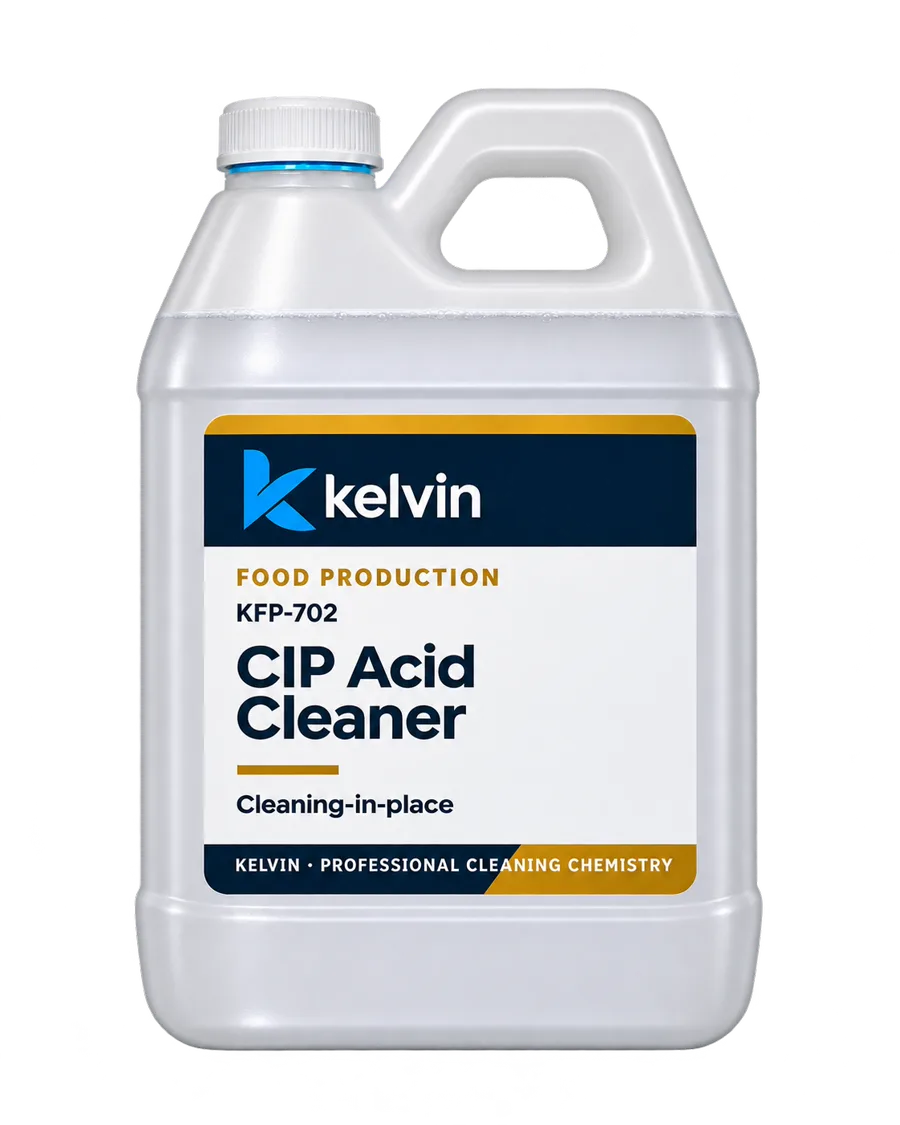 kelvin
FOOD PRODUCTION
KFP-702
CIP Acid
Cleaner
Cleaning-in-place
KELVIN • PROFESSIONAL CLEANING CHEMISTRY